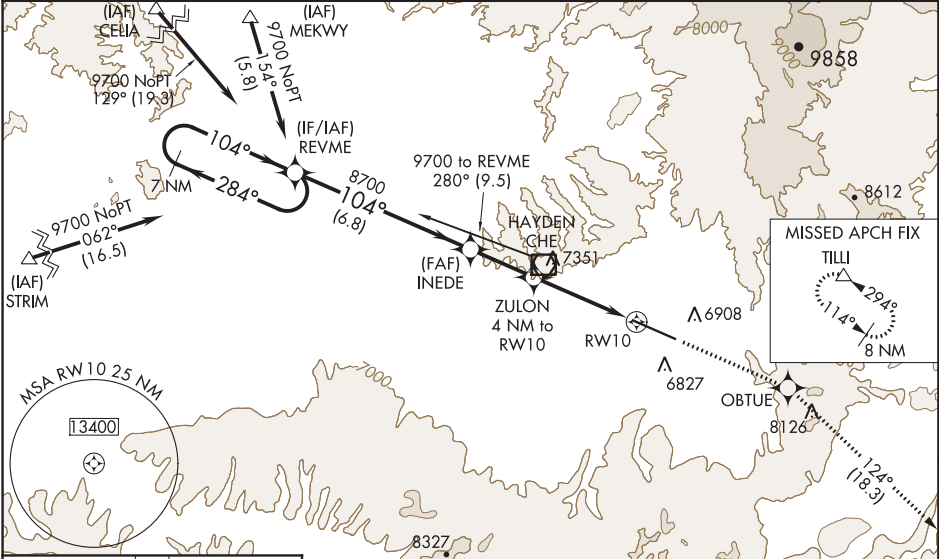 (IAF)
CELIA
(IAF)
MEKWY
9700 NoPT
129° (19.3)
9700 NoPT
154°
(5.8)
8000
9858
(IF/IAF)
REVME
104°
7 NM
284°
8700
104°
(6.8)
9700 to REVME
280° (9.5)
8612
9700 NoPT
062°
(16.5)
(IAF)
STRIM
HAYDEN
CHE
7351
(FAF)
INEDE
ZULON
4 NM to
RW10
RW10
6908
6827
MISSED APCH FIX
TILLI
294°
114°
8 NM
OBTUE
8126
124°
(18.3)
MSA RW10 25 NM
13400
7000
8327